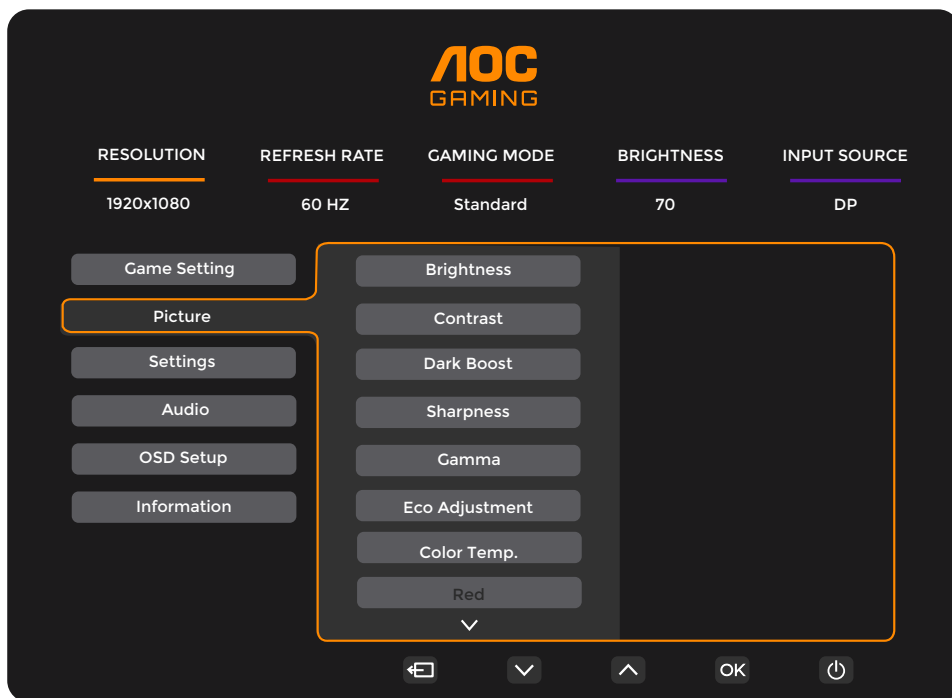 AOC
GAMING
RESOLUTION REFRESH RATE GAMING MODE BRIGHTNESS INPUT SOURCE
1920x1080 60 HZ Standard 70 DP
Game Setting
Picture
Settings
Audio
OSD Setup
Information
Brightness
Contrast
Dark Boost
Sharpness
Gamma
Eco Adjustment
Color Temp.
Red
OK